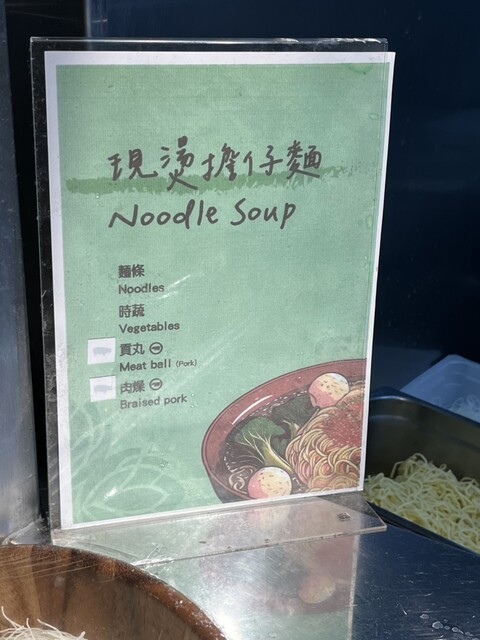 現燙擔仔麵
Noodle Soup
麵條
Noodles
時蔬
Vegetables
貢丸
Meat ball (Pork)
肉燥
Braised pork